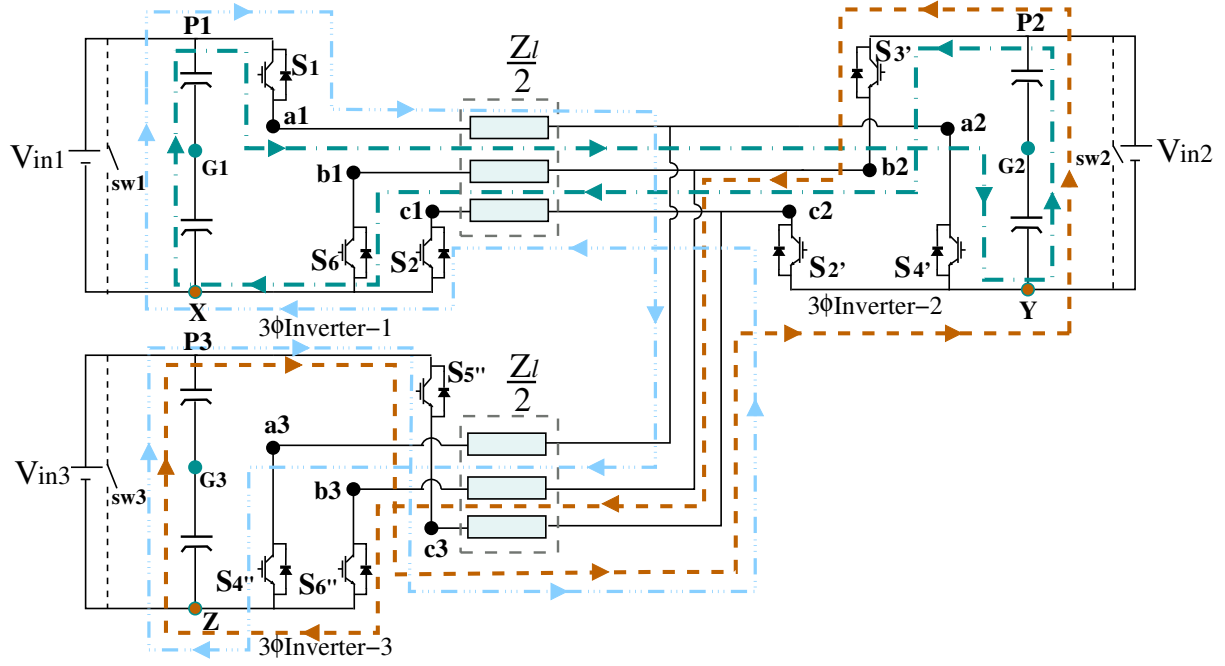 P1
P2
S1
Zl
2
S3'
a1
a2
Vin1
sw1
G1
G2
sw2
Vin2
b1
b2
c1
c2
S6
S2
S2'
S4'
X
Y
3ϕInverter−1
3ϕInverter−2
P3
S5"
Zl
2
a3
Vin3
sw3
G3
b3
c3
S4"
S6"
Z
3ϕInverter−3